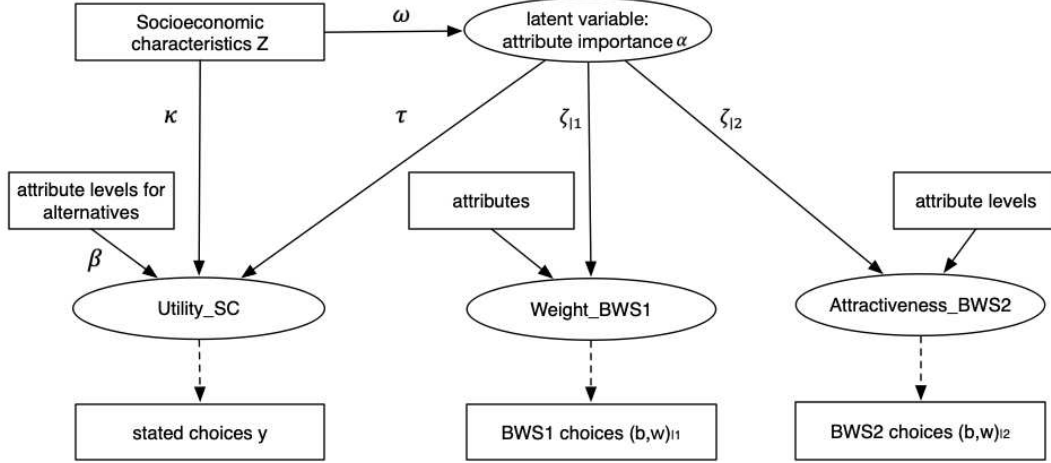 Socioeconomic
characteristics Z
ω
latent variable:
attribute importance α
κ
τ
ζ|1
ζ|2
attribute levels for
alternatives
attributes
attribute levels
β
Utility_SC
Weight_BWS1
Attractiveness_BWS2
stated choices y
BWS1 choices (b,w)|1
BWS2 choices (b,w)|2